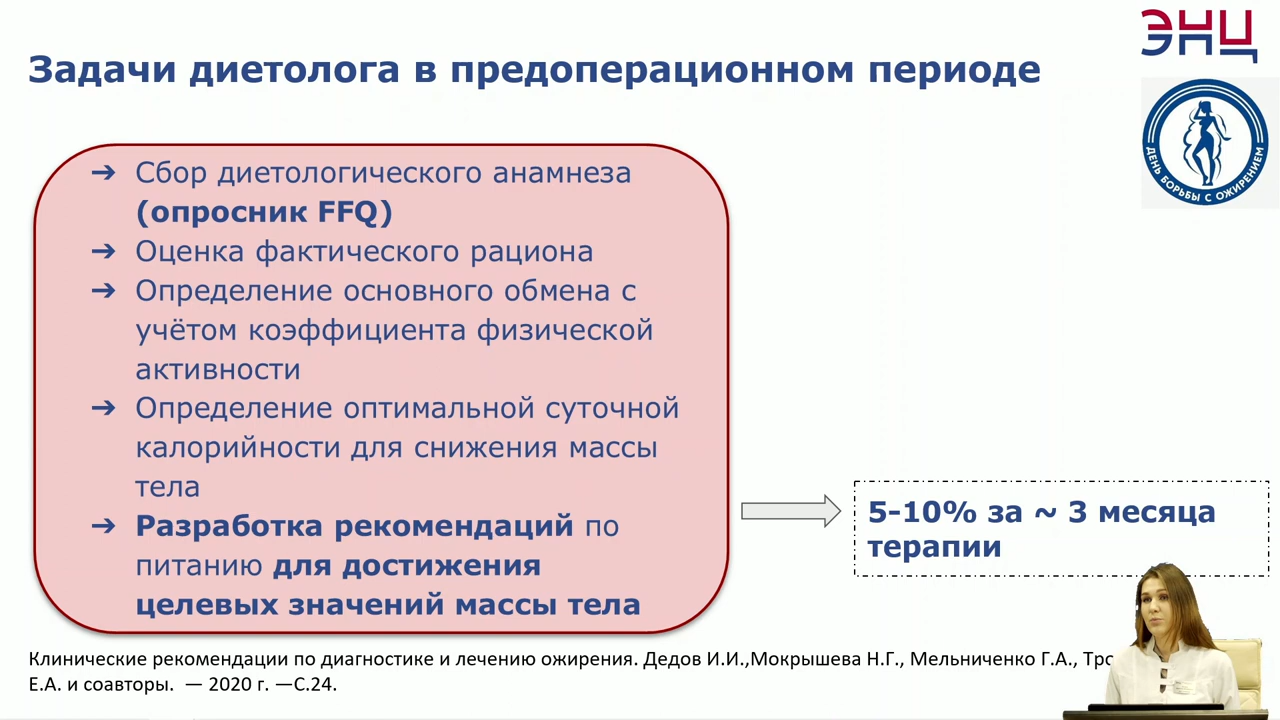 ЭНЦ
Задачи диетолога в предоперационном периоде
ДЕНЬ БОРЬБЫ С ОЖИРЕНИЕМ
➔ Сбор диетологического анамнеза
(опросник FFQ)
➔ Оценка фактического рациона
➔ Определение основного обмена с
учётом коэффициента физической
активности
➔ Определение оптимальной суточной
калорийности для снижения массы
тела
➔ Разработка рекомендаций по
питанию для достижения
целевых значений массы тела
5-10% за ~ 3 месяца
терапии
Клинические рекомендации по диагностике и лечению ожирения. Дедов И.И.,Мокрышева Н.Г., Мельниченко Г.А.,
Е.А. и соавторы. — 2020 г. —С.24.